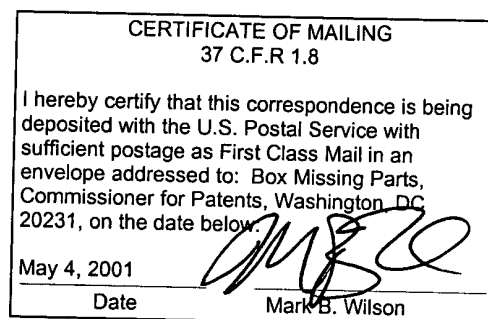 CERTIFICATE OF MAILING
37 C.F.R 1.8
I hereby certify that this correspondence is being
deposited with the U.S. Postal Service with
sufficient postage as First Class Mail in an
envelope addressed to: Box Missing Parts,
Commissioner for Patents, Washington, DC
20231, on the date below.
May 4, 2001
Date Mark B. Wilson